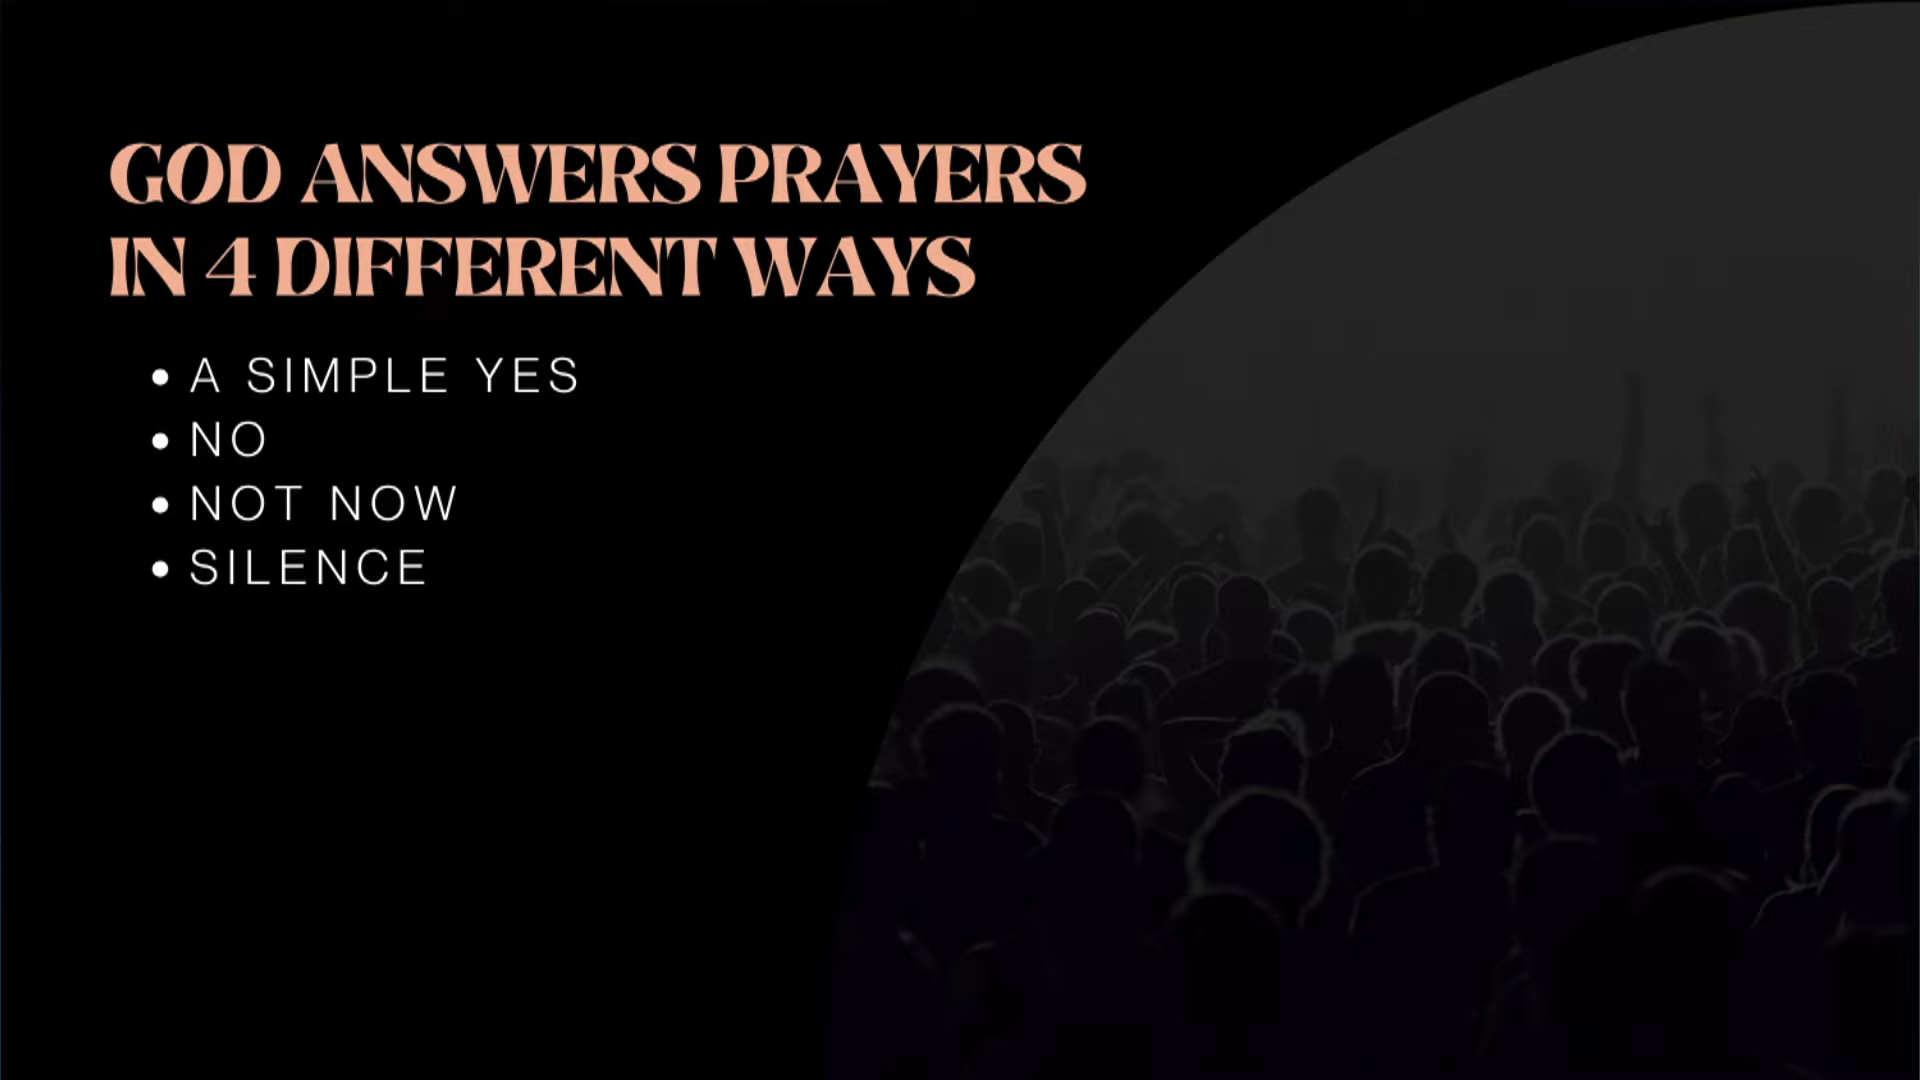 GOD ANSWERS PRAYERS
IN 4 DIFFERENT WAYS
• A SIMPLE YES
• NO
• NOT NOW
• SILENCE